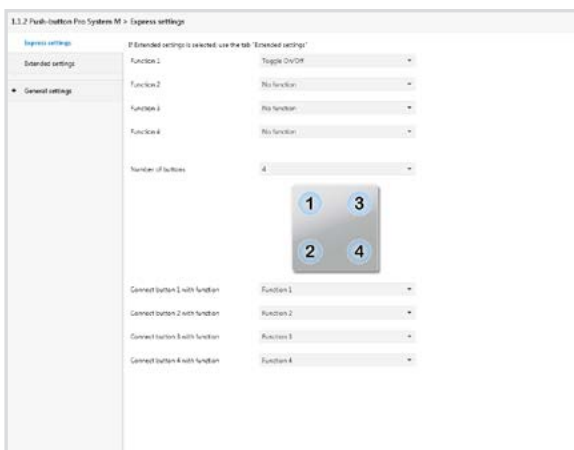 1.1.2 Push-button Pro System M > Express settings
Express settings
If Extended settings is selected, use the tab "Extended settings"
Extended settings
Function 1 Toggle On/Off
Function 2 No function
General settings
Function 3 No function
Function 4 No function
Number of buttons 4
1 3
2 4
Connect button 1 with function Function 1
Connect button 2 with function Function 2
Connect button 3 with function Function 3
Connect button 4 with function Function 4